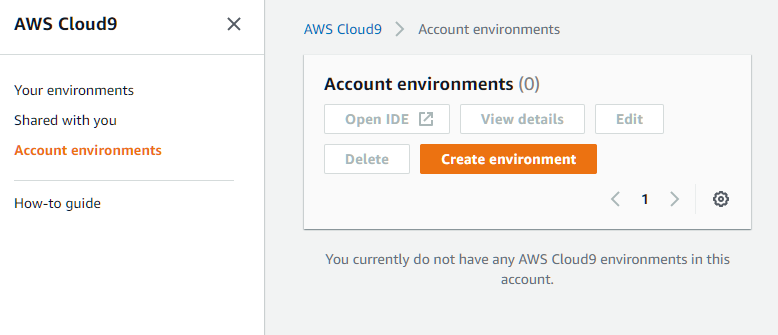 AWS Cloud9
Your environments
Shared with you
Account environments
How-to guide
AWS Cloud9 > Account environments
Account environments (0)
Open IDE View details Edit
Delete Create environment
1
You currently do not have any AWS Cloud9 environments in this
account.